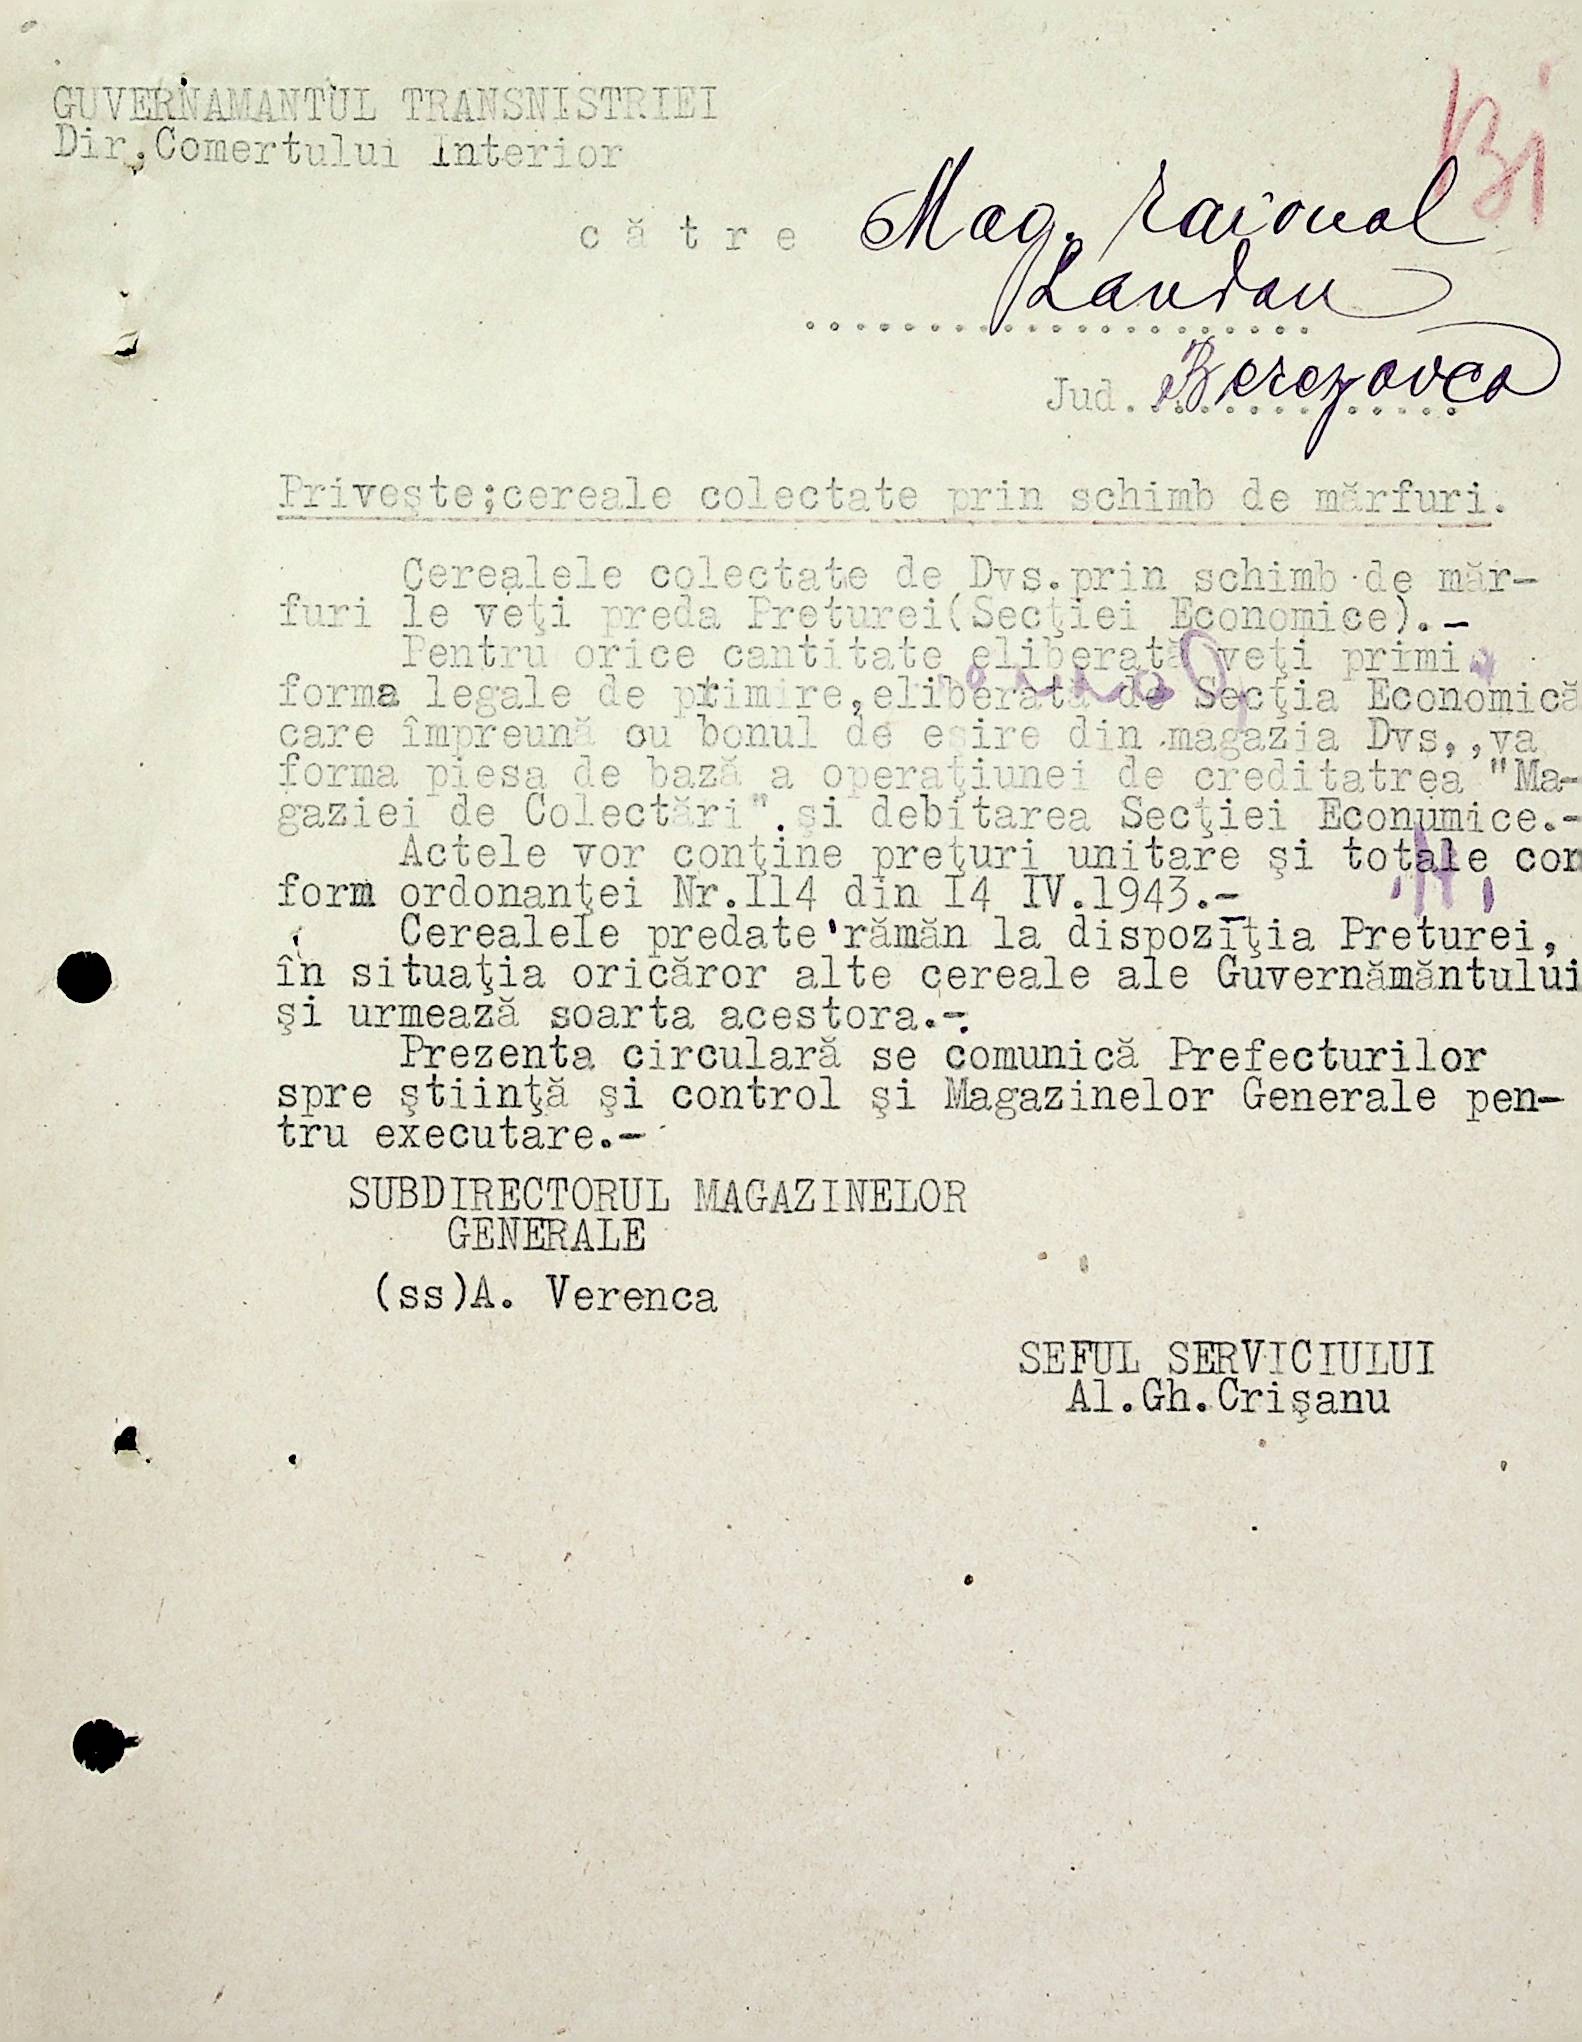 GUVERNAMANTUL TRANSNISTRIEI
Dir.Comertului Interior
către Mag. raional
Landau
Jud. Berezovca
Priveşte;cereale colectate prin schimb de mărfuri.
Cerealele colectate de Dvs.prin schimb de măr-
furi le veţi preda Preturei(Secţiei Economice).-
Pentru orice cantitate eliberată veţi primi
forma legale de primire,eliberată de Secţia Economică
care împreună cu bonul de eşire din magazia Dvs,,va
forma piesa de bază a operaţiunei de creditatrea "Ma-
gaziei de Colectări".şi debitarea Secţiei Economice.-
Actele vor conţine preţuri unitare şi totale con
form ordonanţei Nr.I14 din I4 IV.1943.-
Cerealele predate rămăn la dispoziţia Preturei,
în situaţia oricăror alte cereale ale Guvernămăntului
şi urmează soarta acestora.-
Prezenta circulară se comunică Prefecturilor
spre ştiinţă şi control şi Magazinelor Generale pen-
tru executare.-
SUBDIRECTORUL MAGAZINELOR
GENERALE
(ss)A. Verenca
SEFUL SERVICIULUI
Al.Gh.Crişanu